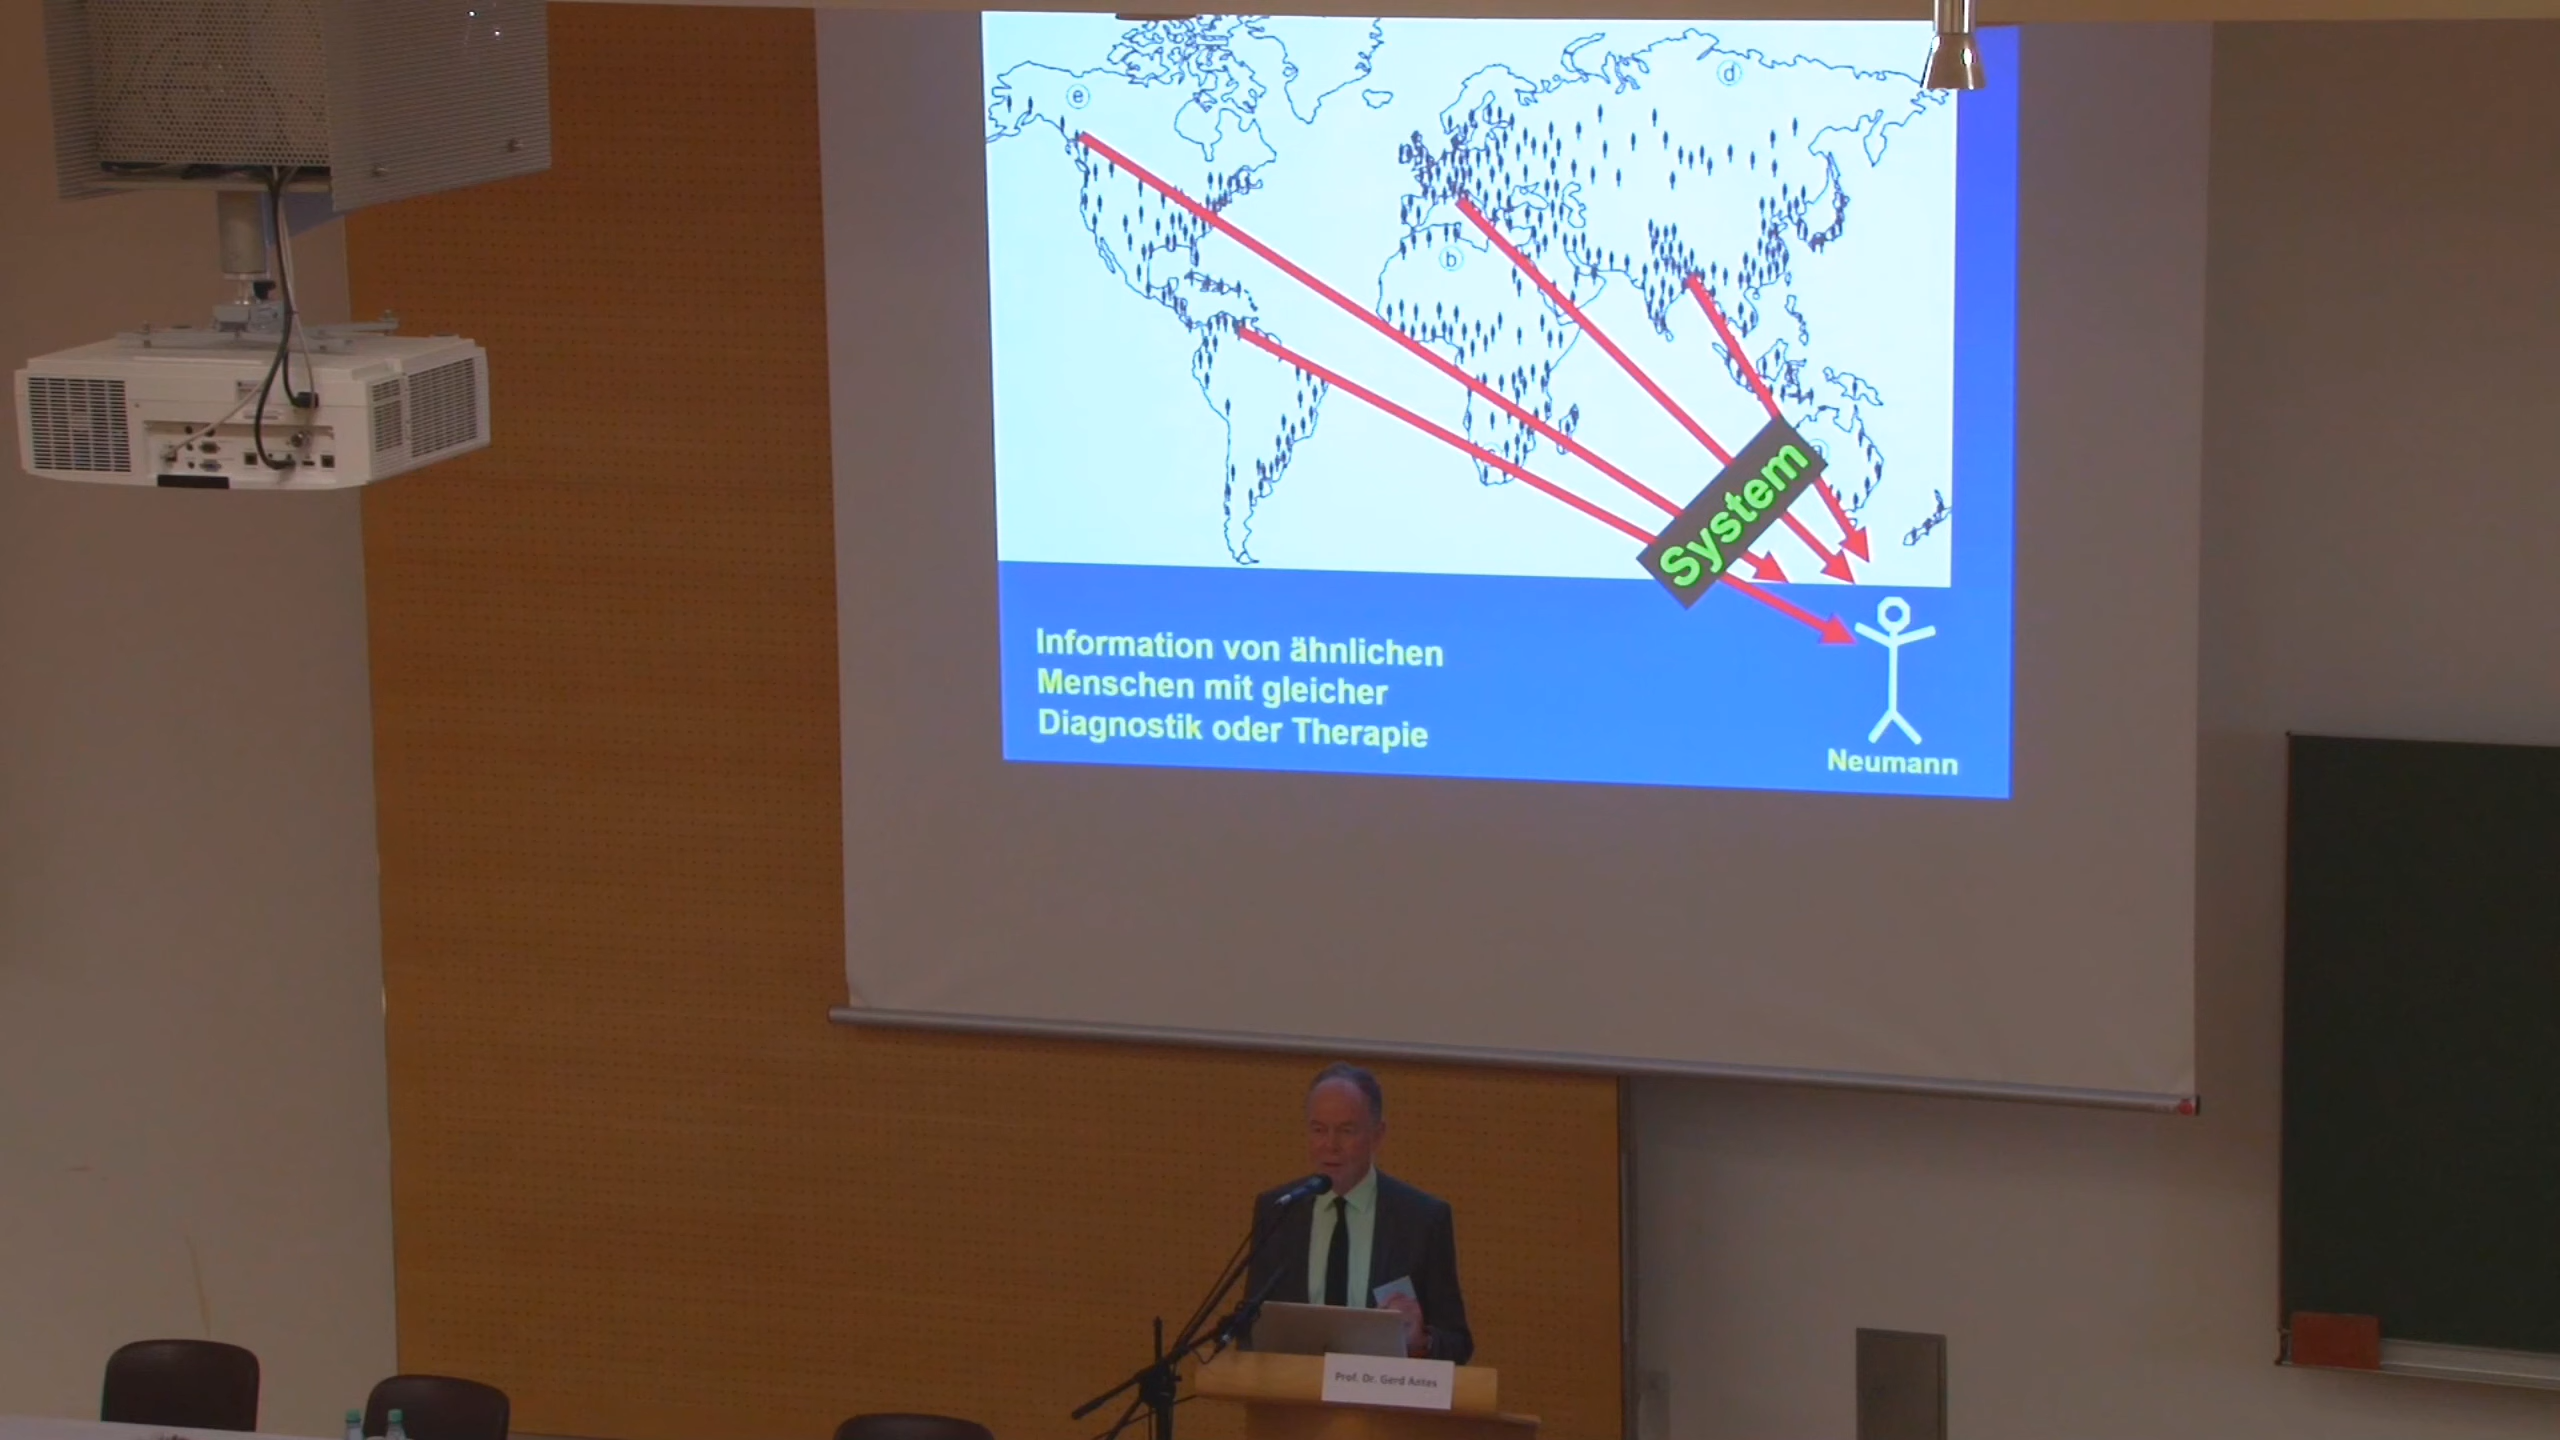 e
d
b
System
Information von ähnlichen
Menschen mit gleicher
Diagnostik oder Therapie
Neumann
Prof. Dr. Gerd Antes